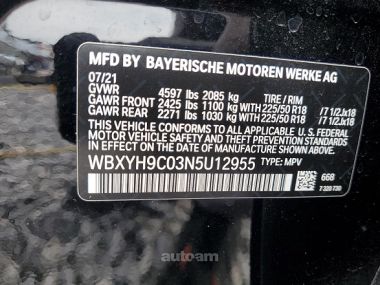 MFD BY BAYERISCHE MOTOREN WERKE AG
07/21
GVWR 4597 lbs 2085 kg TIRE / RIM
GAWR FRONT 2425 lbs 1100 KG WITH 225/50 R18 / 7 1/2Jx18
GAWR REAR 2271 lbs 1030 KG WITH 225/50 R18 / 7 1/2Jx18
THIS VEHICLE CONFORMS TO ALL APPLICABLE FEDERAL MOTOR
VEHICLE SAFETY, BUMPER, AND THEFT PREVENTION STANDARDS
IN EFFECT ON THE DATE OF MANUFACTURE SHOWN ABOVE.
WBXYH9C03N5U12955 TYPE: MPV
668
7 320 730
autoam